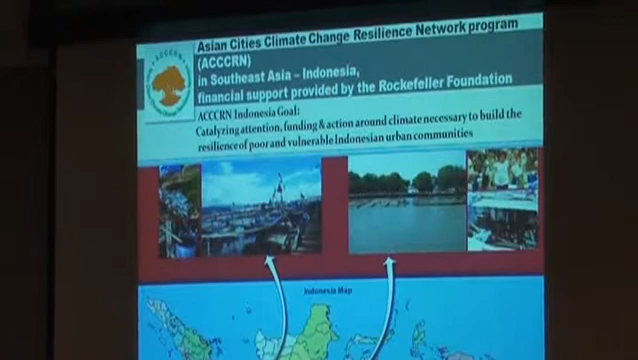 Asian Cities Climate Change Resilience Network program
(ACCCRN)
in Southeast Asia – Indonesia,
financial support provided by the Rockefeller Foundation
ACCCRN Indonesia Goal:
Catalyzing attention, funding & action around climate necessary to build the
resilience of poor and vulnerable Indonesian urban communities
ACCCRN
Indonesia Map